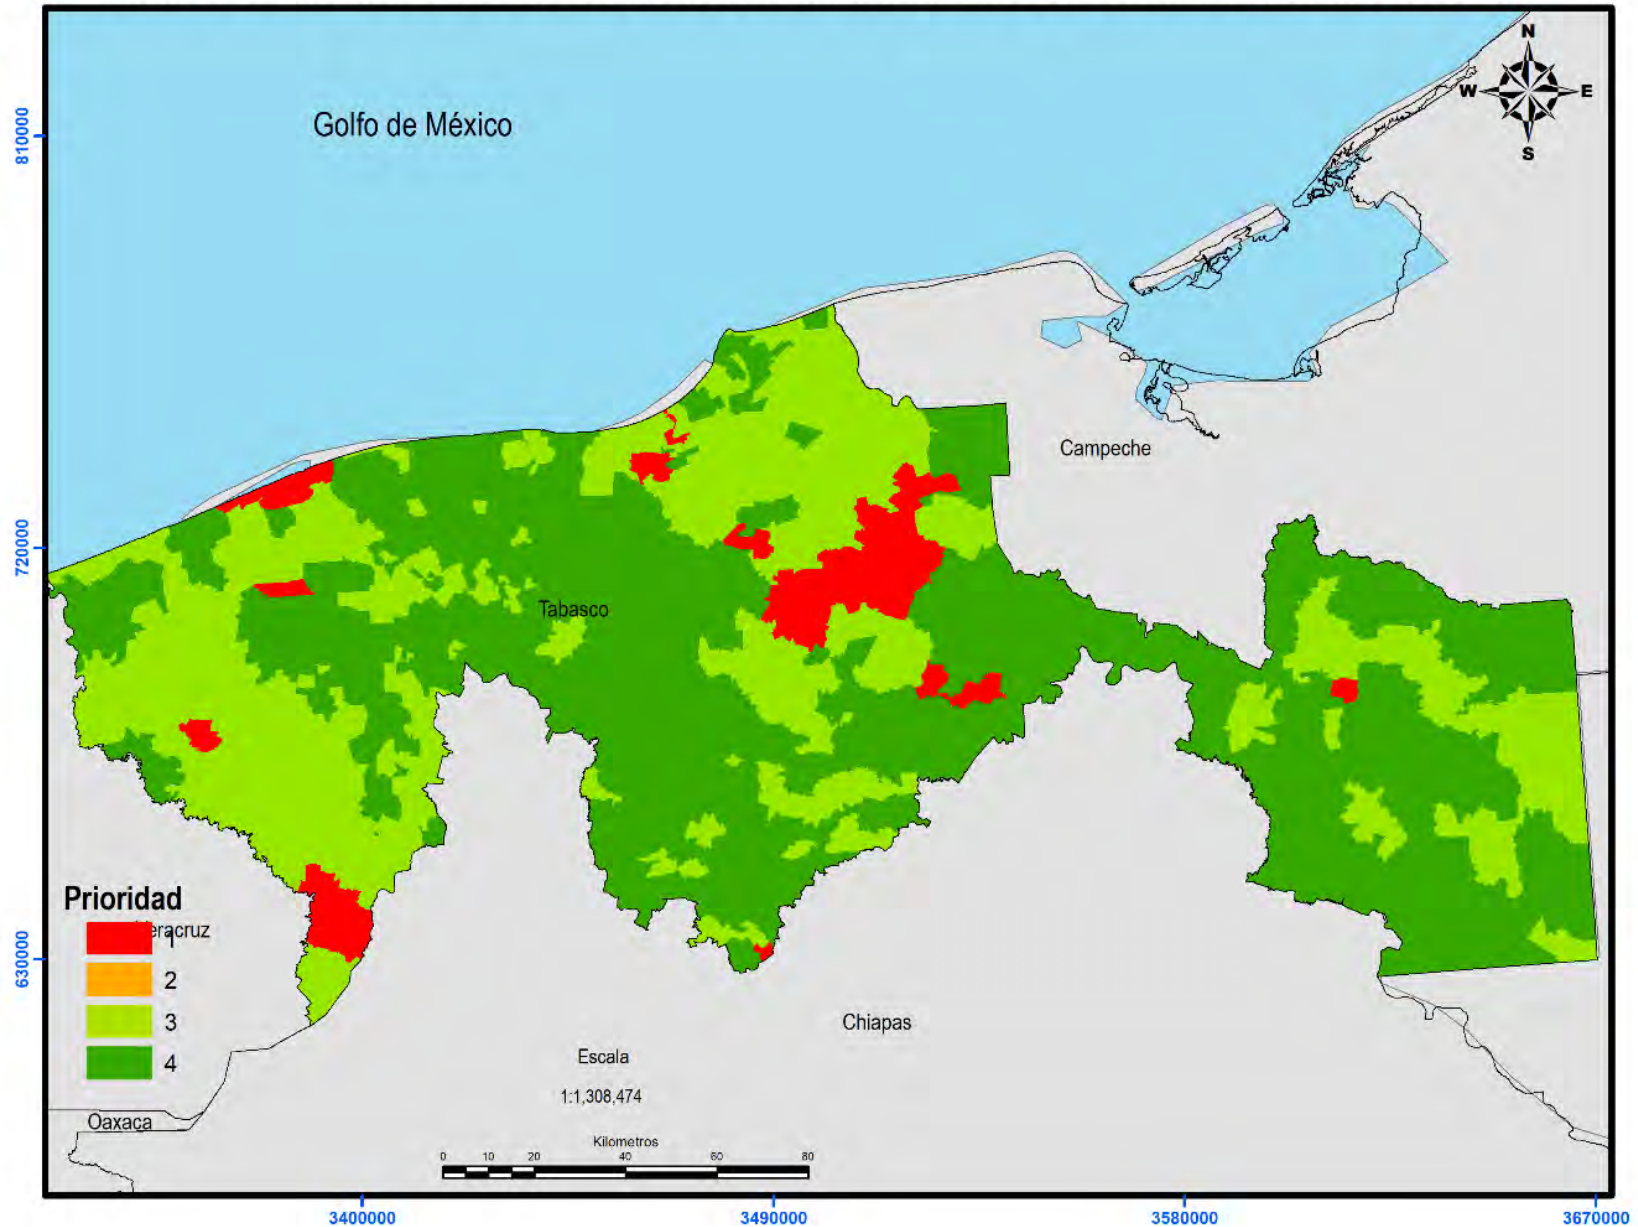 N
W E
S
Golfo de México
810000
720000
630000
Campeche
Tabasco
Prioridad
eracruz
1
2
3
4
Chiapas
Oaxaca
Escala
1:1,308,474
Kilometros
0 10 20 40 60 80
3400000 3490000 3580000 3670000